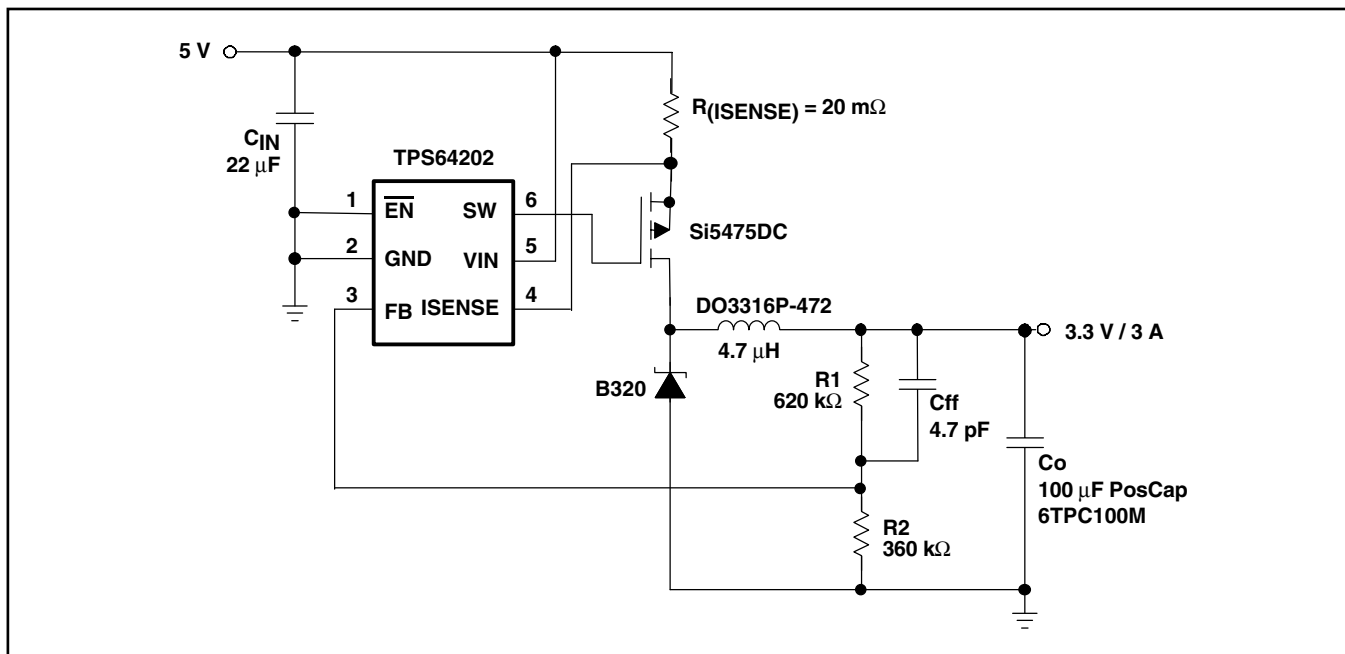 5 V
R(ISENSE) = 20 mΩ
CIN
22 µF
TPS64202
1
EN
SW
6
Si5475DC
2
GND
VIN
5
3
FB
ISENSE
4
DO3316P-472
4.7 µH
3.3 V / 3 A
B320
R1
620 kΩ
Cff
4.7 pF
Co
100 µF PosCap
6TPC100M
R2
360 kΩ